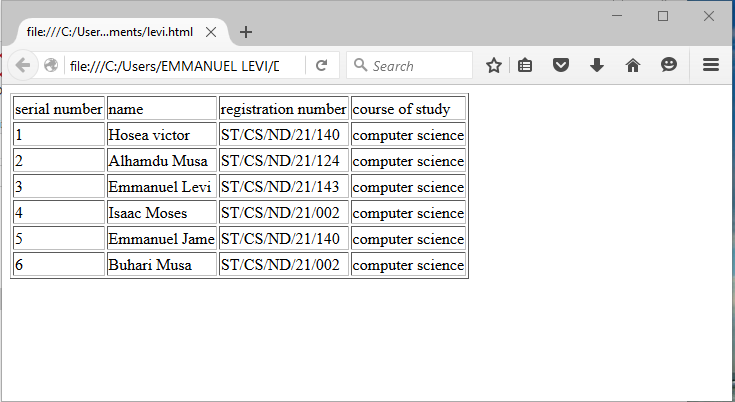 file:///C:/User...ments/levi.html
file:///C:/Users/EMMANUEL LEVI/D
Search
serial number name registration number course of study
1 Hosea victor ST/CS/ND/21/140 computer science
2 Alhamdu Musa ST/CS/ND/21/124 computer science
3 Emmanuel Levi ST/CS/ND/21/143 computer science
4 Isaac Moses ST/CS/ND/21/002 computer science
5 Emmanuel Jame ST/CS/ND/21/140 computer science
6 Buhari Musa ST/CS/ND/21/002 computer science